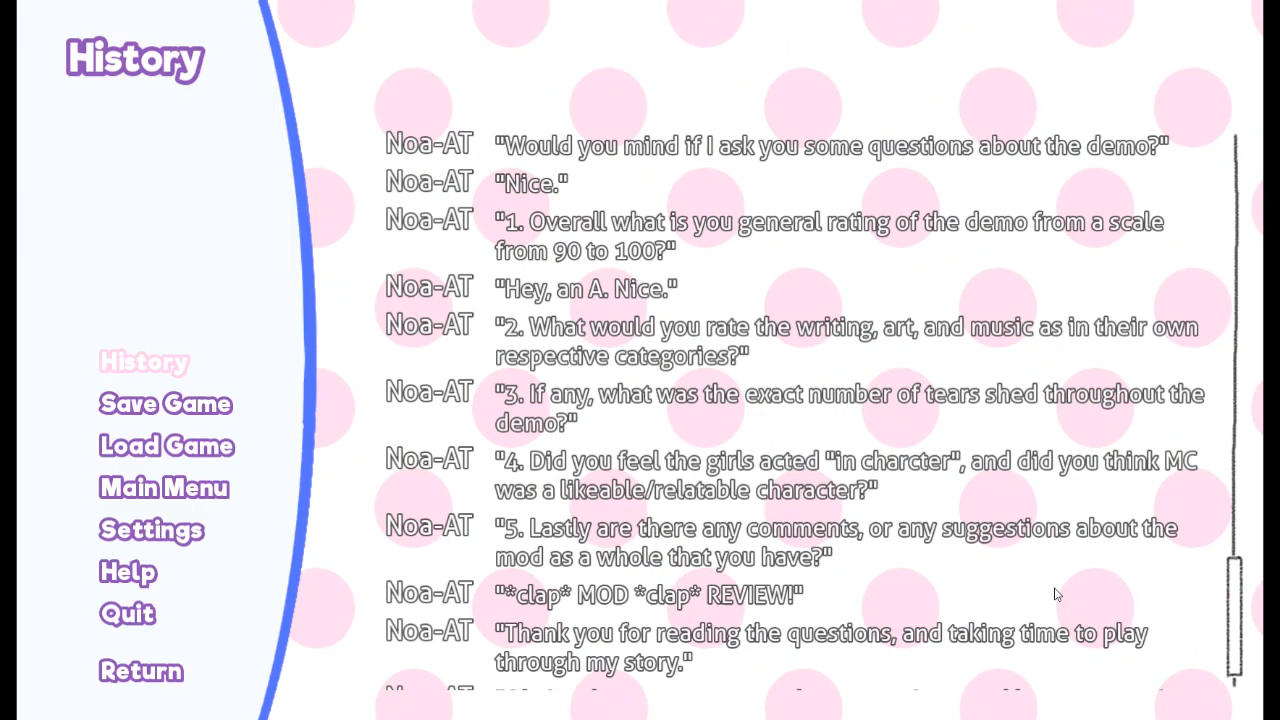 History
Noa-AT "Would you mind if I ask you some questions about the demo?"
Noa-AT "Nice."
Noa-AT "1. Overall what is you general rating of the demo from a scale
from 90 to 100?"
Noa-AT "Hey, an A. Nice."
Noa-AT "2. What would you rate the writing, art, and music as in their own
respective categories?"
Noa-AT "3. If any, what was the exact number of tears shed throughout the
demo?"
Noa-AT "4. Did you feel the girls acted "in charcter", and did you think MC
was a likeable/relatable character?"
Noa-AT "5. Lastly are there any comments, or any suggestions about the
mod as a whole that you have?"
Noa-AT "*clap* MOD *clap* REVIEW!"
Noa-AT "Thank you for reading the questions, and taking time to play
through my story."
History
Save Game
Load Game
Main Menu
Settings
Help
Quit
Return